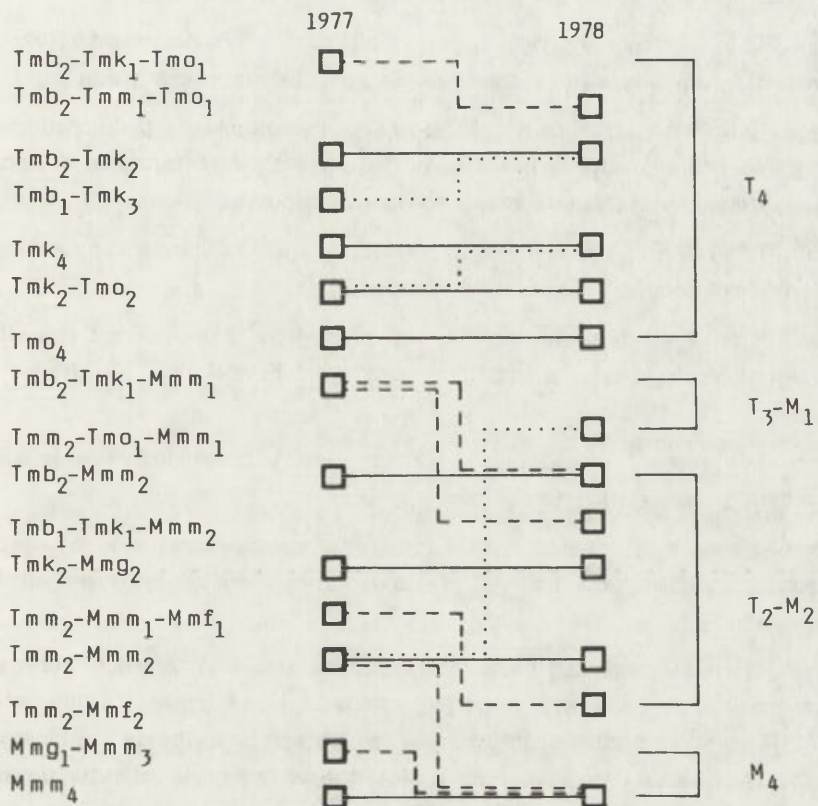 1977 1978
Tmb₂-Tmk₁-Tmo₁
Tmb₂-Tmm₁-Tmo₁
Tmb₂-Tmk₂
Tmb₁-Tmk₃
T₄
Tmk₄
Tmk₂-Tmo₂
Tmo₄
Tmb₂-Tmk₁-Mmm₁
T₃-M₁
Tmm₂-Tmo₁-Mmm₁
Tmb₂-Mmm₂
Tmb₁-Tmk₁-Mmm₂
Tmk₂-Mmg₂
T₂-M₂
Tmm₂-Mmm₁-Mmf₁
Tmm₂-Mmm₂
Tmm₂-Mmf₂
Mmg₁-Mmm₃
M₄
Mmm₄